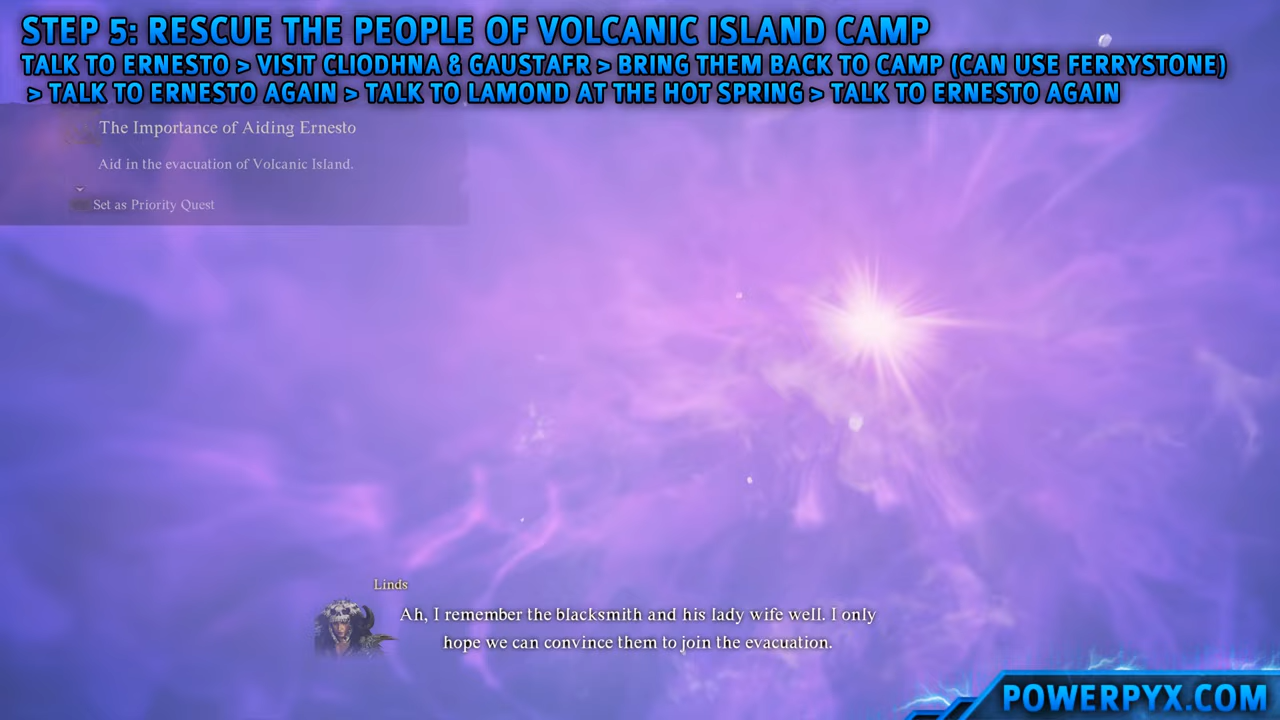 STEP 5: RESCUE THE PEOPLE OF VOLCANIC ISLAND CAMP
TALK TO ERNESTO > VISIT CLIODHNA & GAUSTAFR > BRING THEM BACK TO CAMP (CAN USE FERRYSTONE)
> TALK TO ERNESTO AGAIN > TALK TO LAMOND AT THE HOT SPRING > TALK TO ERNESTO AGAIN
The Importance of Aiding Ernesto
Aid in the evacuation of Volcanic Island.
Set as Priority Quest
Linds
Ah, I remember the blacksmith and his lady wife well. I only
hope we can convince them to join the evacuation.
POWERPYX.COM